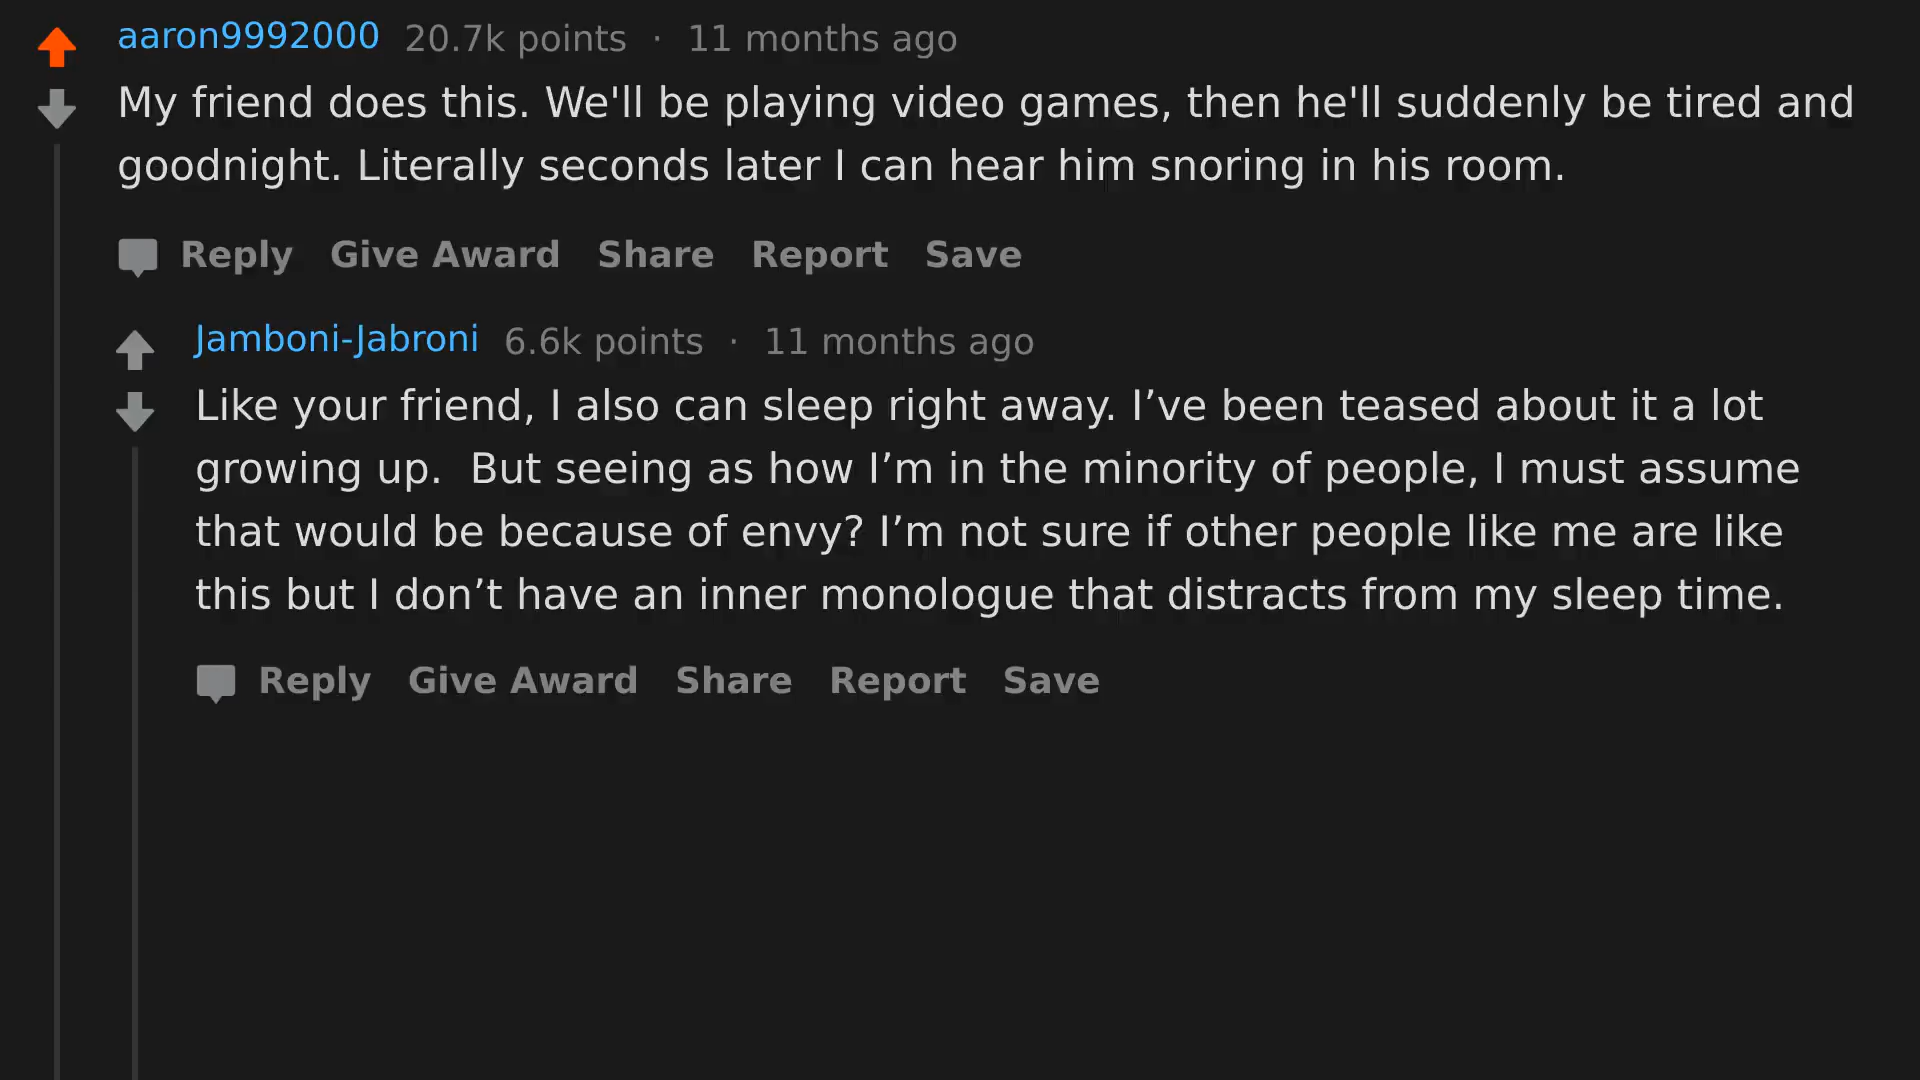 aaron9992000 20.7k points · 11 months ago
My friend does this. We'll be playing video games, then he'll suddenly be tired and
goodnight. Literally seconds later I can hear him snoring in his room.
Reply Give Award Share Report Save
Jamboni-Jabroni 6.6k points · 11 months ago
Like your friend, I also can sleep right away. I’ve been teased about it a lot
growing up.  But seeing as how I’m in the minority of people, I must assume
that would be because of envy? I’m not sure if other people like me are like
this but I don’t have an inner monologue that distracts from my sleep time.
Reply Give Award Share Report Save